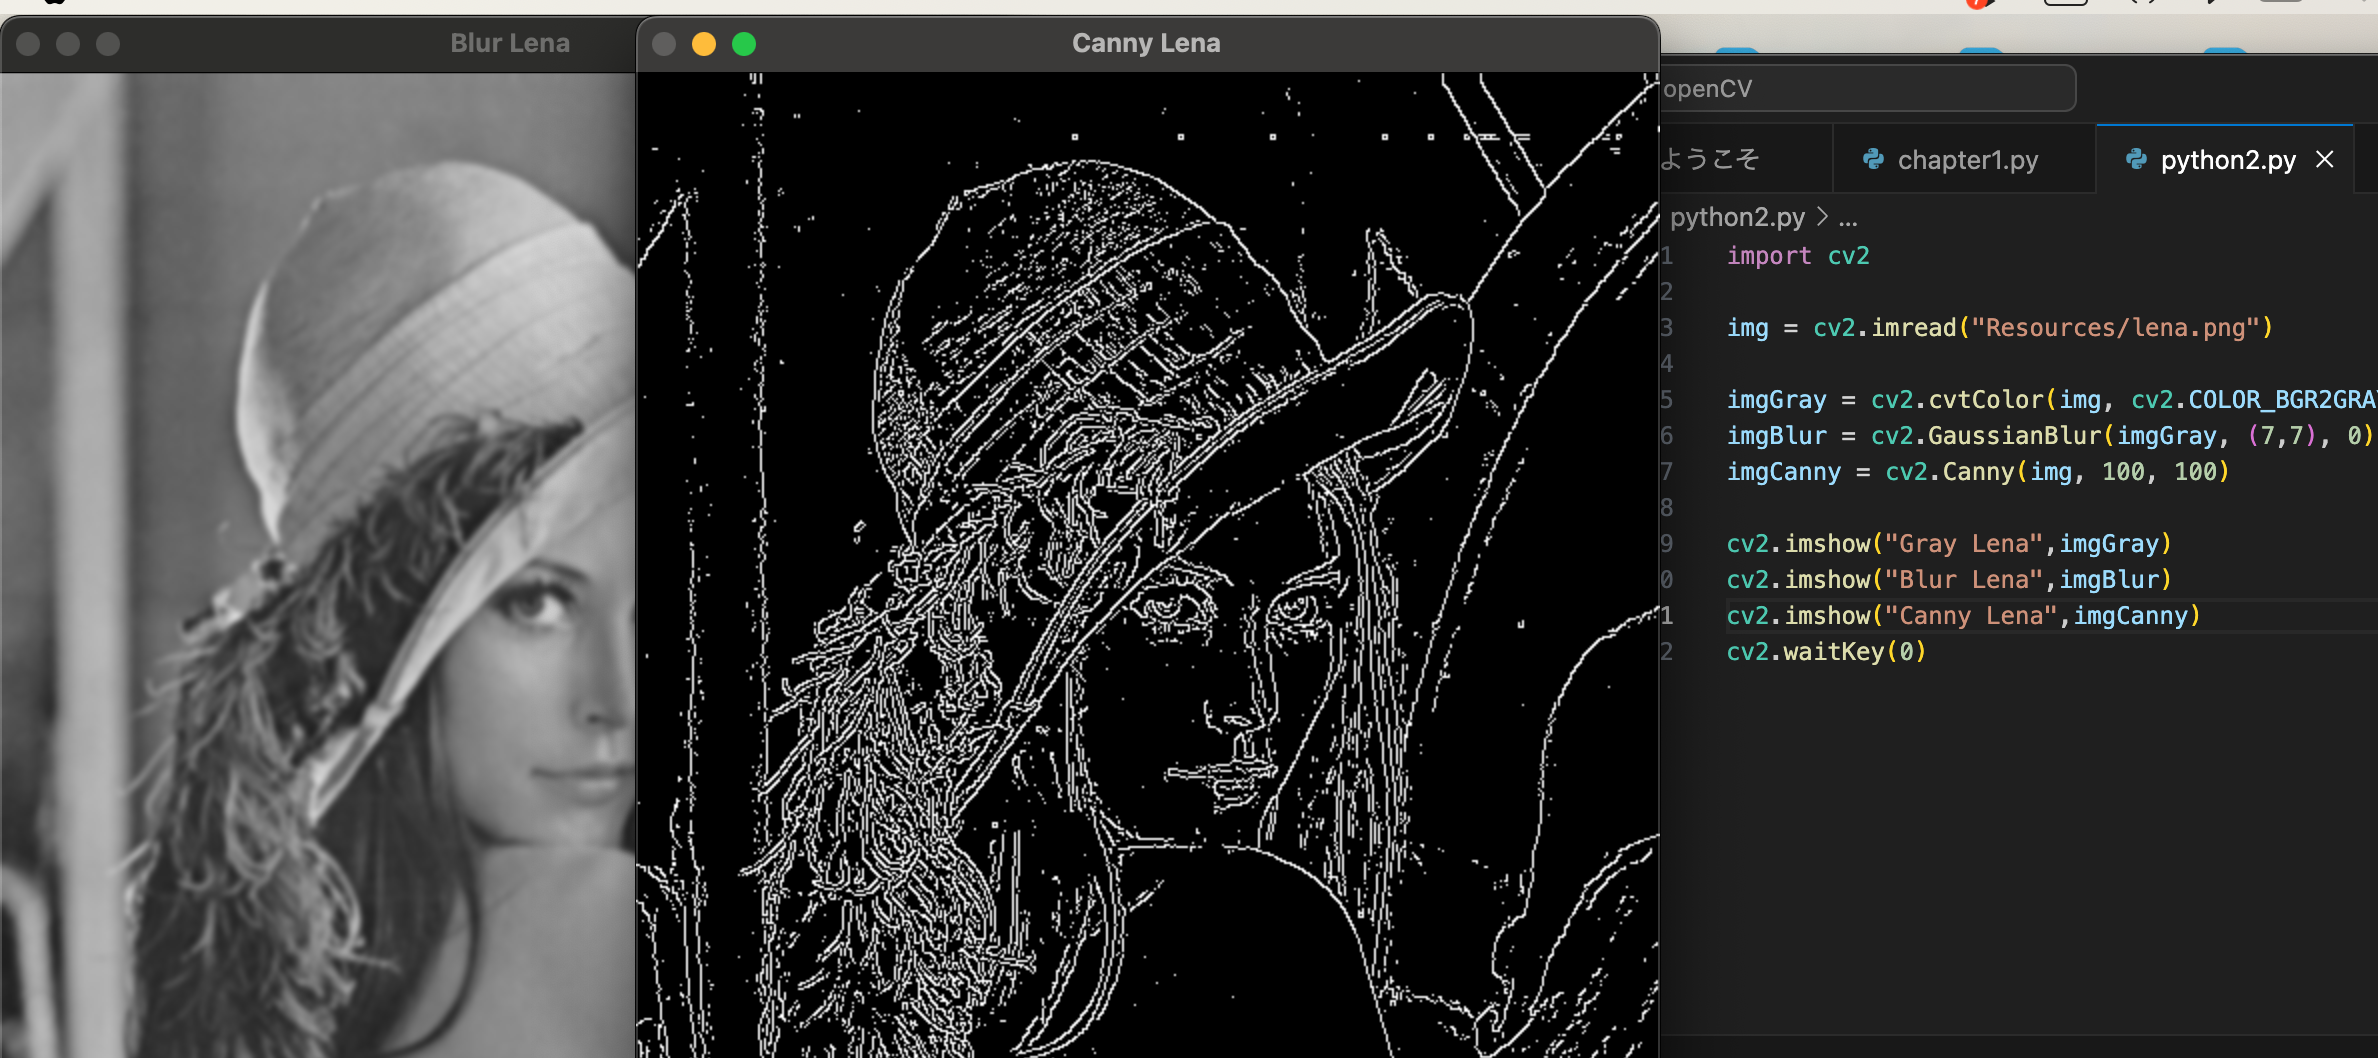 Blur Lena
Canny Lena
openCV
ようこそ
chapter1.py
python2.py
python2.py > ...
1 import cv2
2
3 img = cv2.imread("Resources/lena.png")
4
5 imgGray = cv2.cvtColor(img, cv2.COLOR_BGR2GRAY
6 imgBlur = cv2.GaussianBlur(imgGray, (7,7), 0)
7 imgCanny = cv2.Canny(img, 100, 100)
8
9 cv2.imshow("Gray Lena",imgGray)
0 cv2.imshow("Blur Lena",imgBlur)
1 cv2.imshow("Canny Lena",imgCanny)
2 cv2.waitKey(0)